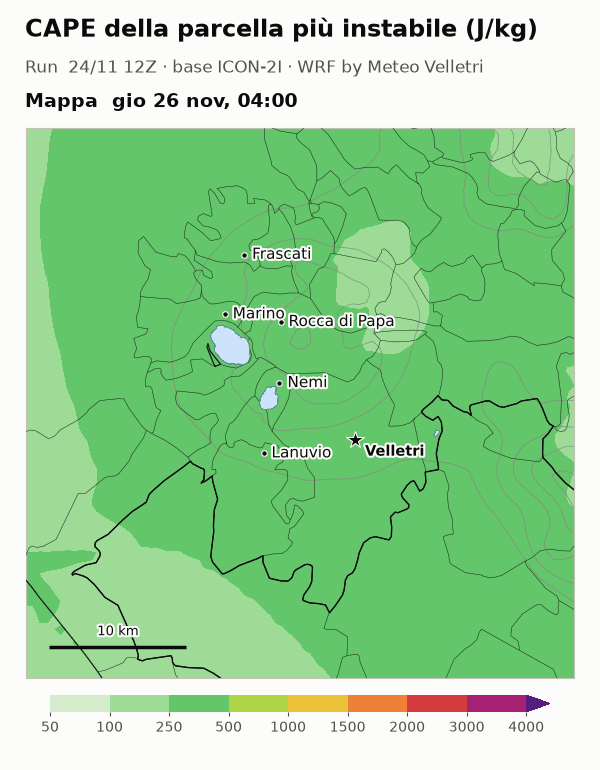 CAPE della parcella più instabile (J/kg)
Run  24/11 12Z · base ICON-2I · WRF by Meteo Velletri
Mappa  gio 26 nov, 04:00
Frascati
Marino
Rocca di Papa
Nemi
Velletri
Lanuvio
10 km
50 100 250 500 1000 1500 2000 3000 4000